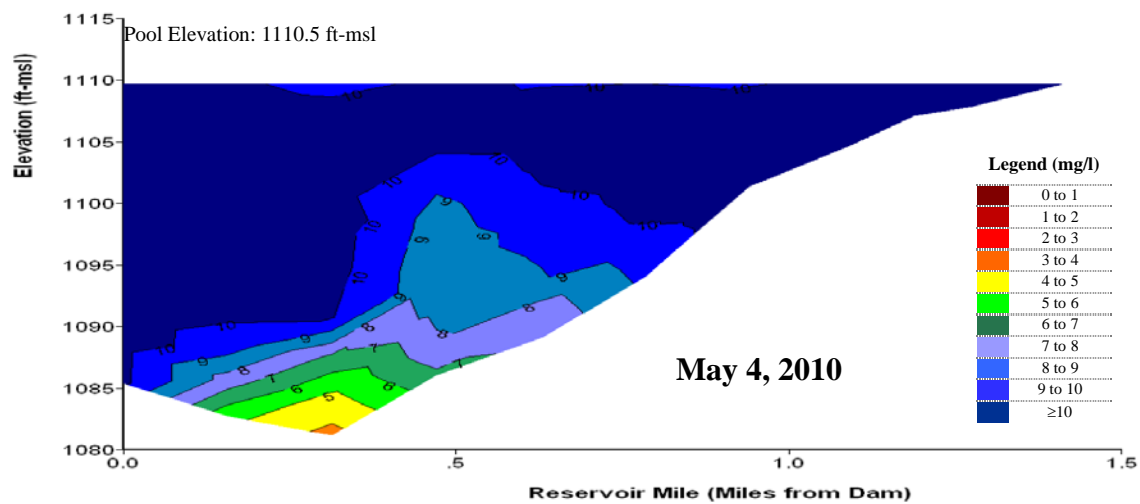 Pool Elevation: 1110.5 ft-msl
Elevation (ft-msl)
1115
1110
1105
1100
1095
1090
1085
1080
0.0
.5
1.0
1.5
Reservoir Mile (Miles from Dam)
10
10
10
10
10
10
10
10
10
10
10
9
9
9
9
9
9
8
8
8
8
7
7
7
6
6
5
May 4, 2010
Legend (mg/l)
0 to 1
1 to 2
2 to 3
3 to 4
4 to 5
5 to 6
6 to 7
7 to 8
8 to 9
9 to 10
≥10